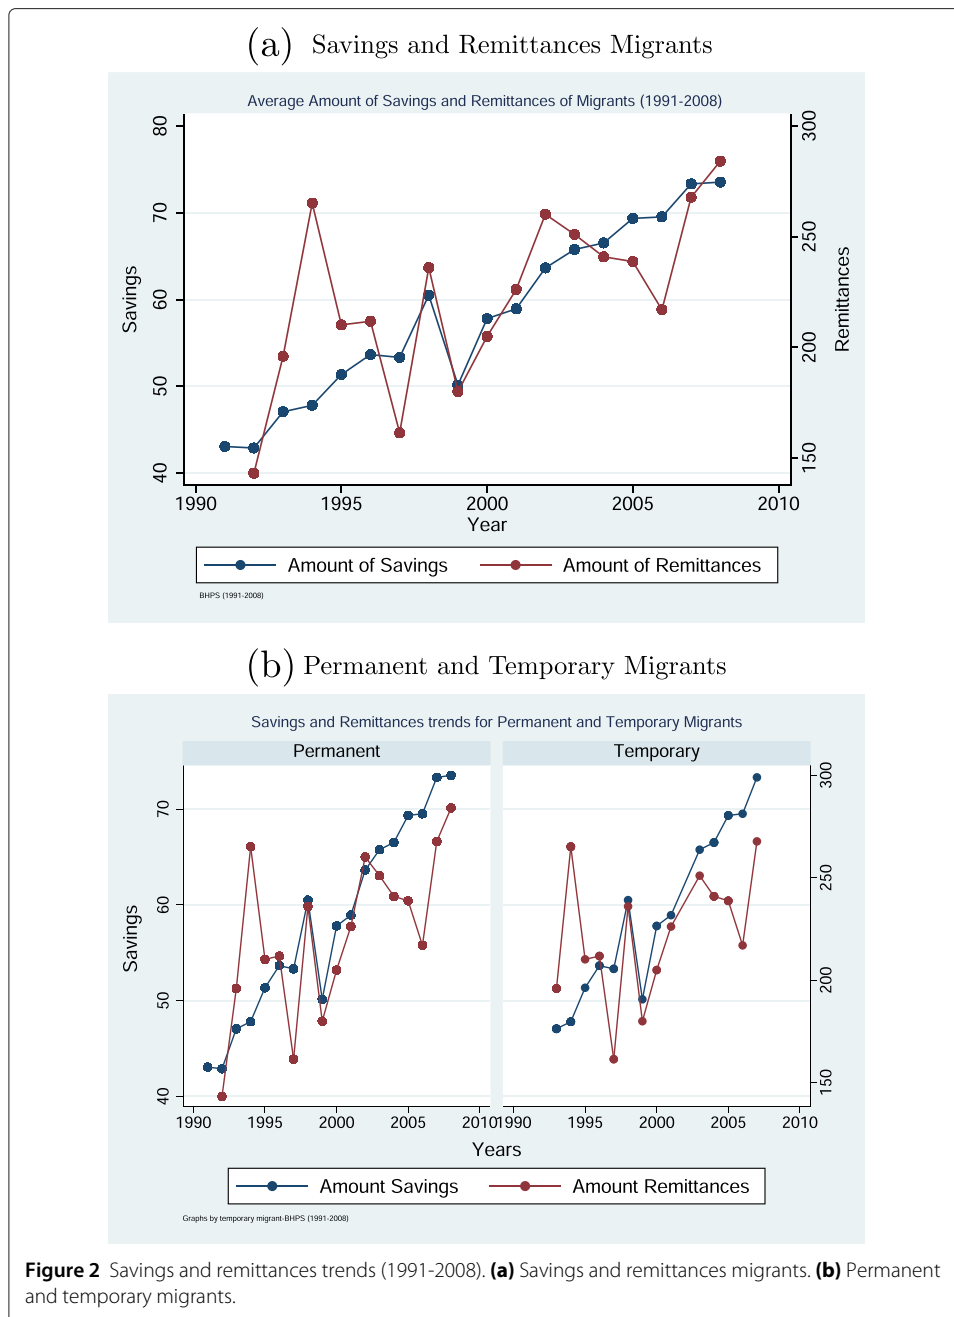 (a) Savings and Remittances Migrants
Average Amount of Savings and Remittances of Migrants (1991-2008)
80
70
60
50
40
Savings
300
250
200
150
Remittances
1990 1995 2000 2005 2010
Year
Amount of Savings Amount of Remittances
BHPS (1991-2008)
(b) Permanent and Temporary Migrants
Savings and Remittances trends for Permanent and Temporary Migrants
Permanent Temporary
70
60
50
40
Savings
300
250
200
150
1990 1995 2000 2005 2010 1990 1995 2000 2005 2010
Years
Amount Savings Amount Remittances
Graphs by temporary migrant-BHPS (1991-2008)
Figure 2 Savings and remittances trends (1991-2008). (a) Savings and remittances migrants. (b) Permanent
and temporary migrants.